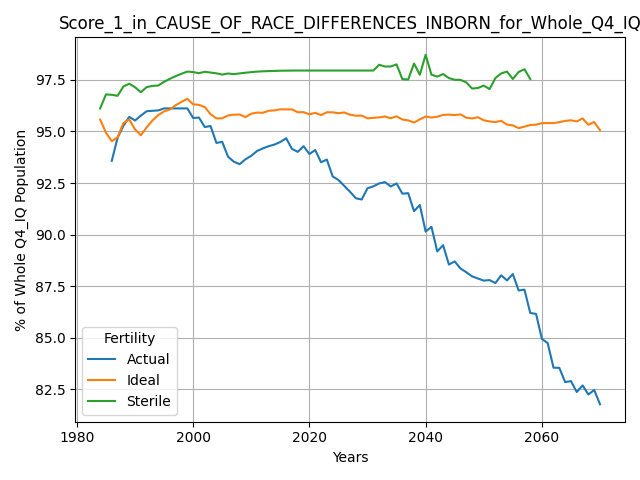 Score_1_in_CAUSE_OF_RACE_DIFFERENCES_INBORN_for_Whole_Q4_IQ
% of Whole Q4_IQ Population
97.5
95.0
92.5
90.0
87.5
85.0
82.5
Fertility
Actual
Ideal
Sterile
1980 2000 2020 2040 2060
Years